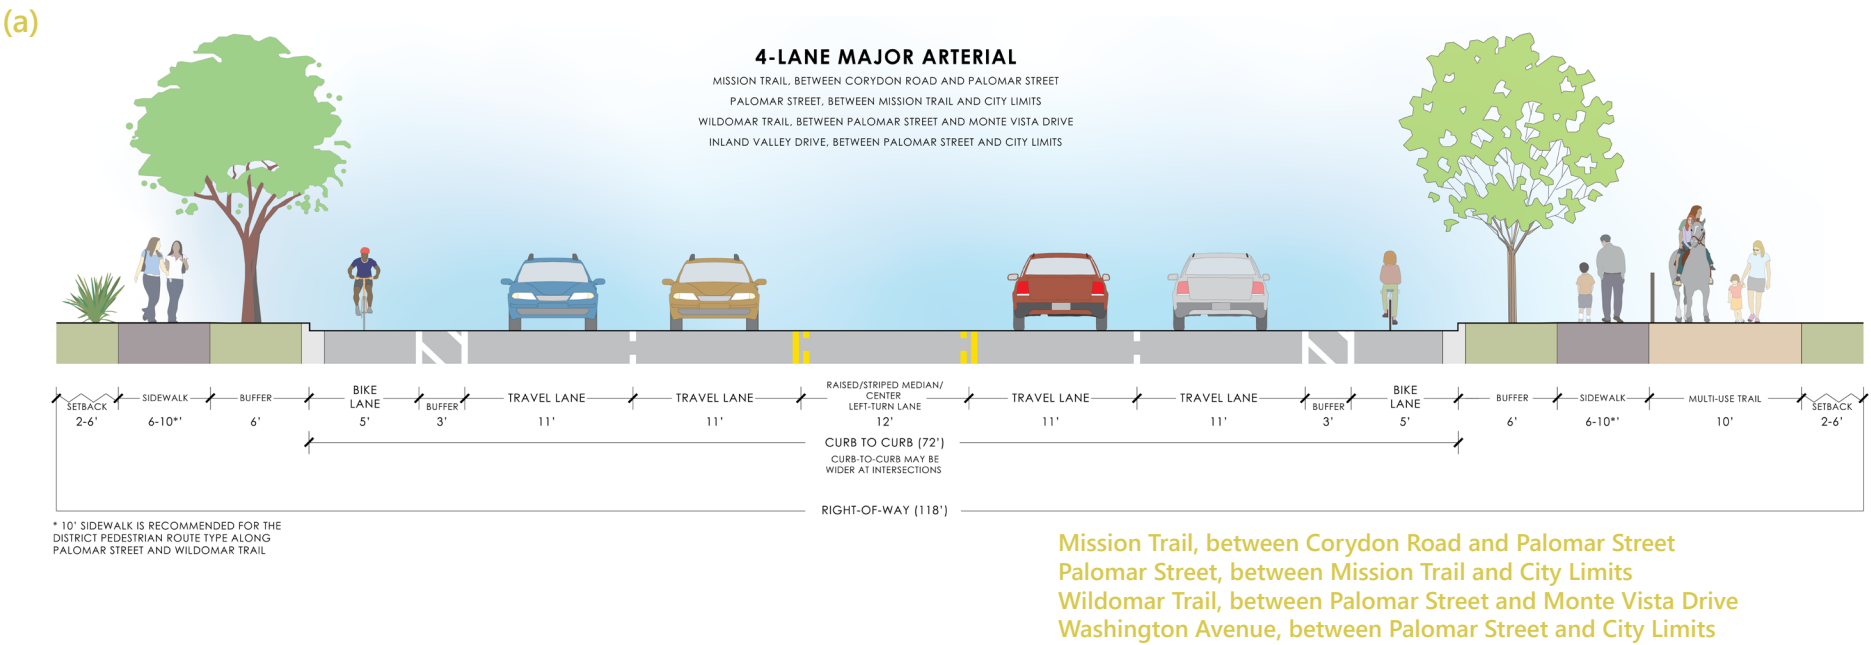 (a)
4-LANE MAJOR ARTERIAL
MISSION TRAIL, BETWEEN CORYDON ROAD AND PALOMAR STREET
PALOMAR STREET, BETWEEN MISSION TRAIL AND CITY LIMITS
WILDOMAR TRAIL, BETWEEN PALOMAR STREET AND MONTE VISTA DRIVE
INLAND VALLEY DRIVE, BETWEEN PALOMAR STREET AND CITY LIMITS
SETBACK
2-6'
SIDEWALK
6-10*'
BUFFER
6'
BIKE
LANE
5'
BUFFER
3'
TRAVEL LANE
11'
TRAVEL LANE
11'
RAISED/STRIPED MEDIAN/
CENTER
LEFT-TURN LANE
12'
TRAVEL LANE
11'
TRAVEL LANE
11'
BUFFER
3'
BIKE
LANE
5'
BUFFER
6'
SIDEWALK
6-10*'
MULTI-USE TRAIL
10'
SETBACK
2-6'
CURB TO CURB (72')
CURB-TO-CURB MAY BE
WIDER AT INTERSECTIONS
RIGHT-OF-WAY (118')
* 10' SIDEWALK IS RECOMMENDED FOR THE
DISTRICT PEDESTRIAN ROUTE TYPE ALONG
PALOMAR STREET AND WILDOMAR TRAIL
Mission Trail, between Corydon Road and Palomar Street
Palomar Street, between Mission Trail and City Limits
Wildomar Trail, between Palomar Street and Monte Vista Drive
Washington Avenue, between Palomar Street and City Limits